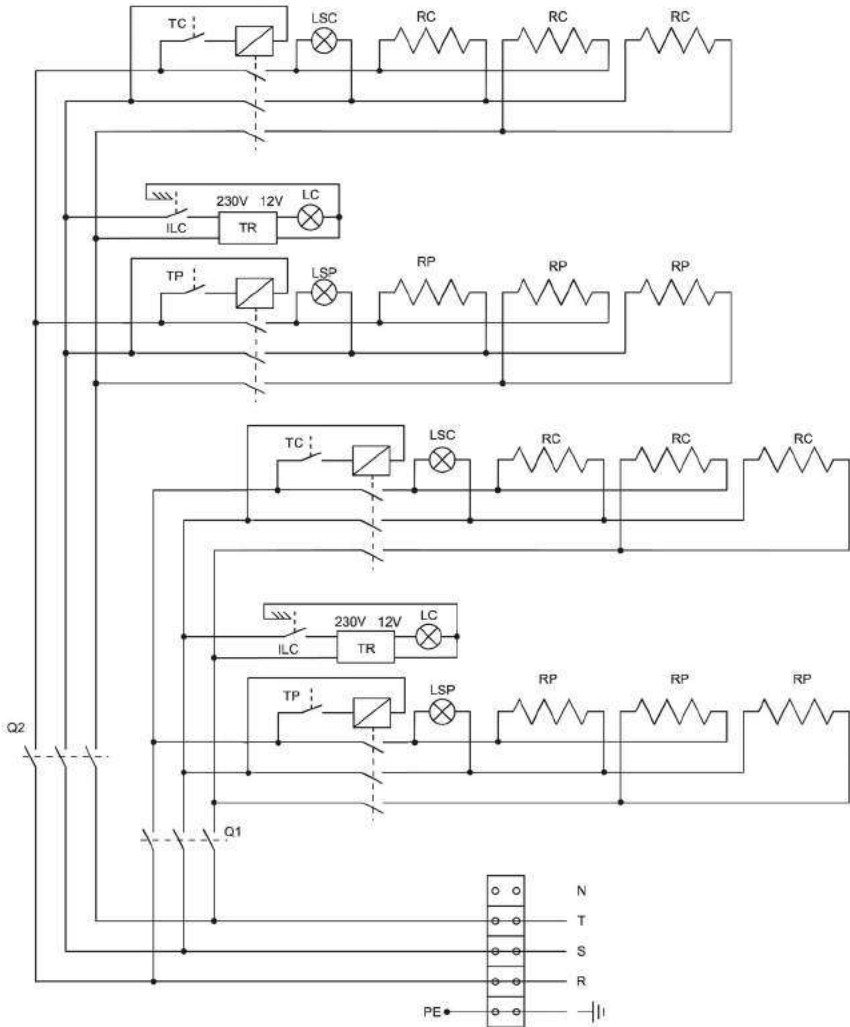 TC LSC RC RC RC
230V 12V LC
ILC TR
TP LSP RP RP RP
TC LSC RC RC RC
230V 12V LC
ILC TR
TP LSP RP RP RP
Q2
Q1
N
T
S
R
PE